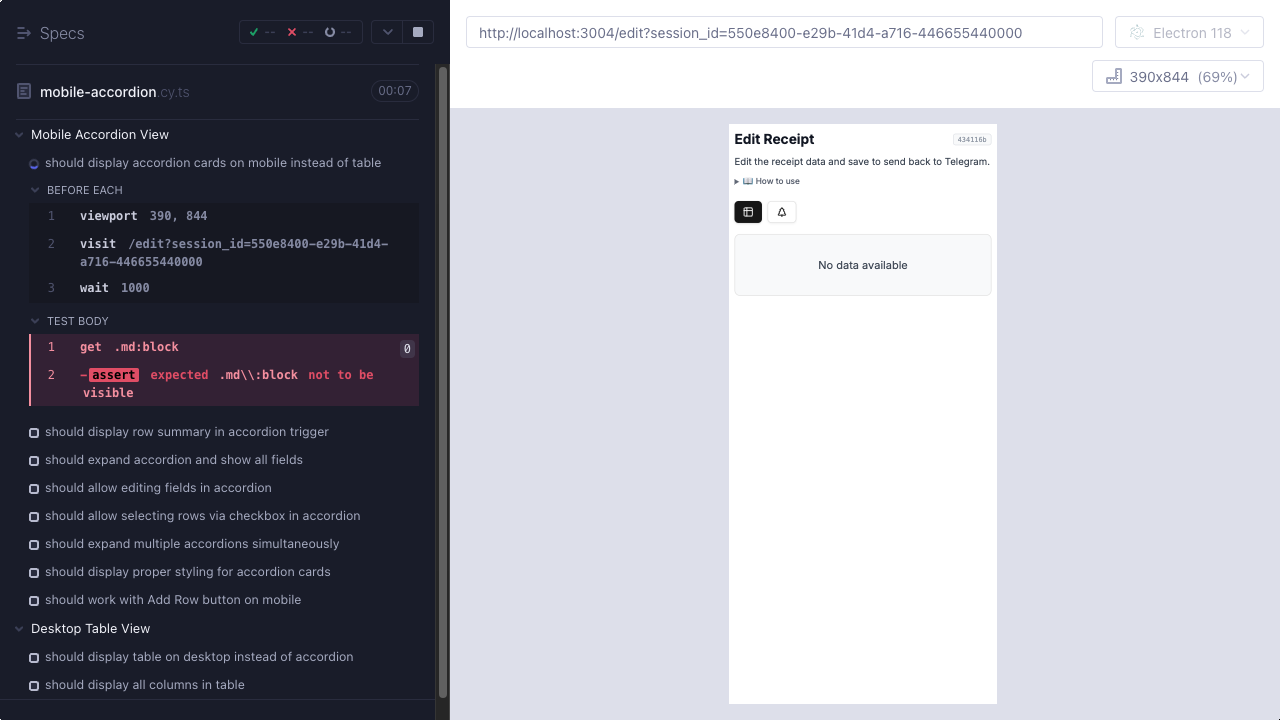 Specs
--
--
--
mobile-accordion.cy.ts
00:07
Mobile Accordion View
should display accordion cards on mobile instead of table
BEFORE EACH
1 viewport 390, 844
2 visit /edit?session_id=550e8400-e29b-41d4-
a716-446655440000
3 wait 1000
TEST BODY
1 get .md:block 0
2 -assert expected .md\\:block not to be
visible
should display row summary in accordion trigger
should expand accordion and show all fields
should allow editing fields in accordion
should allow selecting rows via checkbox in accordion
should expand multiple accordions simultaneously
should display proper styling for accordion cards
should work with Add Row button on mobile
Desktop Table View
should display table on desktop instead of accordion
should display all columns in table
http://localhost:3004/edit?session_id=550e8400-e29b-41d4-a716-446655440000
Electron 118
390x844 (69%)
Edit Receipt
434116b
Edit the receipt data and save to send back to Telegram.
📖 How to use
No data available